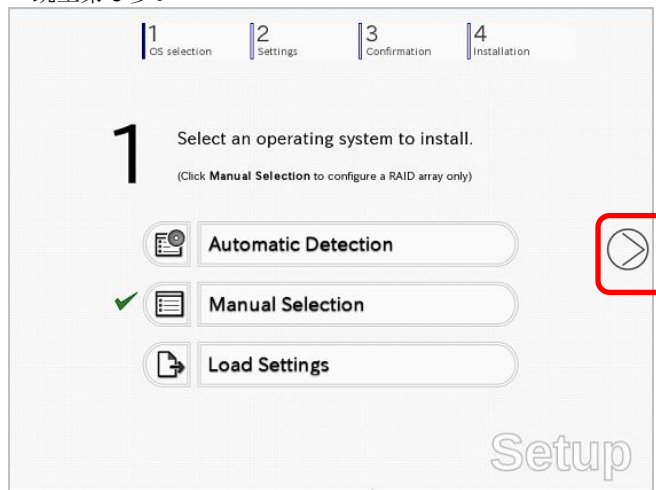 1
OS selection
2
Settings
3
Confirmation
4
Installation
1
Select an operating system to install.
(Click Manual Selection to configure a RAID array only)
Automatic Detection
Manual Selection
Load Settings
Setup